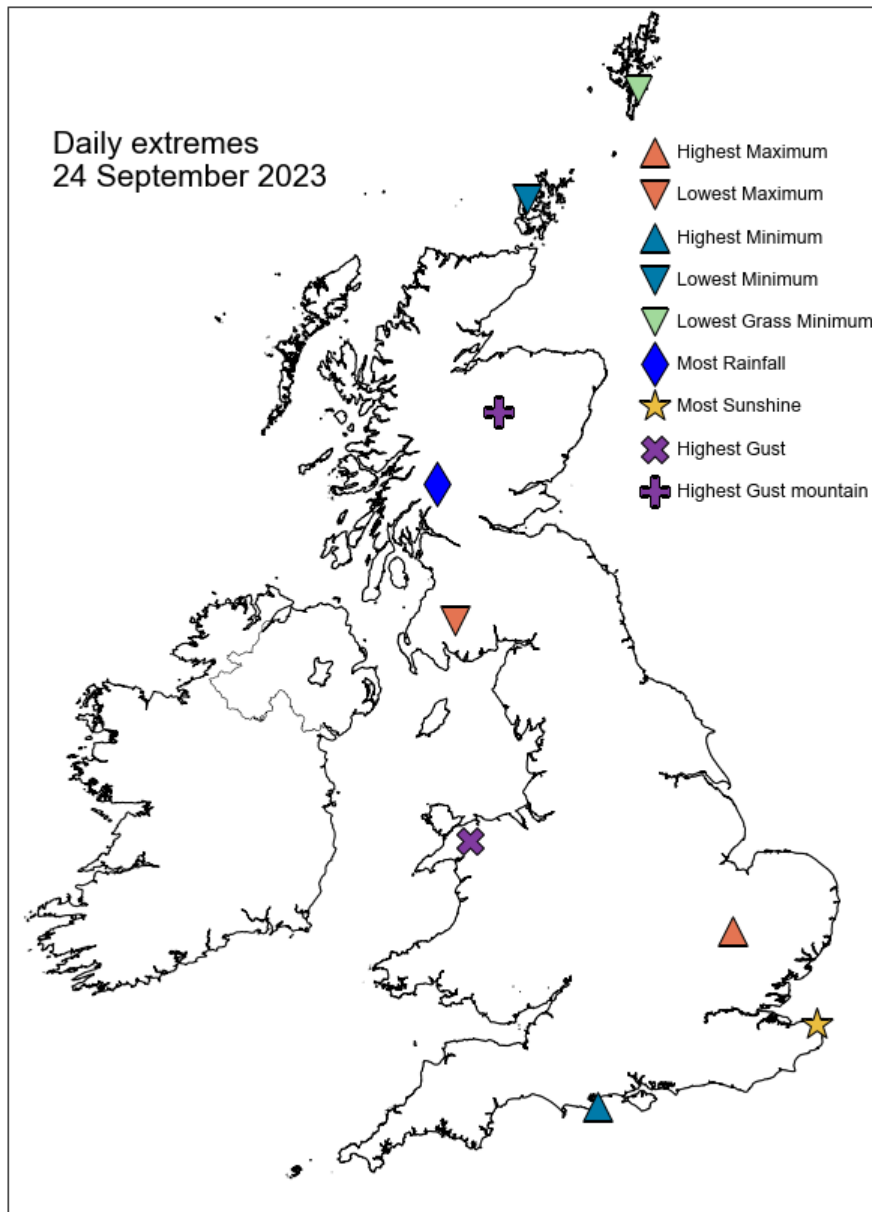 Daily extremes
24 September 2023
Highest Maximum
Lowest Maximum
Highest Minimum
Lowest Minimum
Lowest Grass Minimum
Most Rainfall
Most Sunshine
Highest Gust
Highest Gust mountain